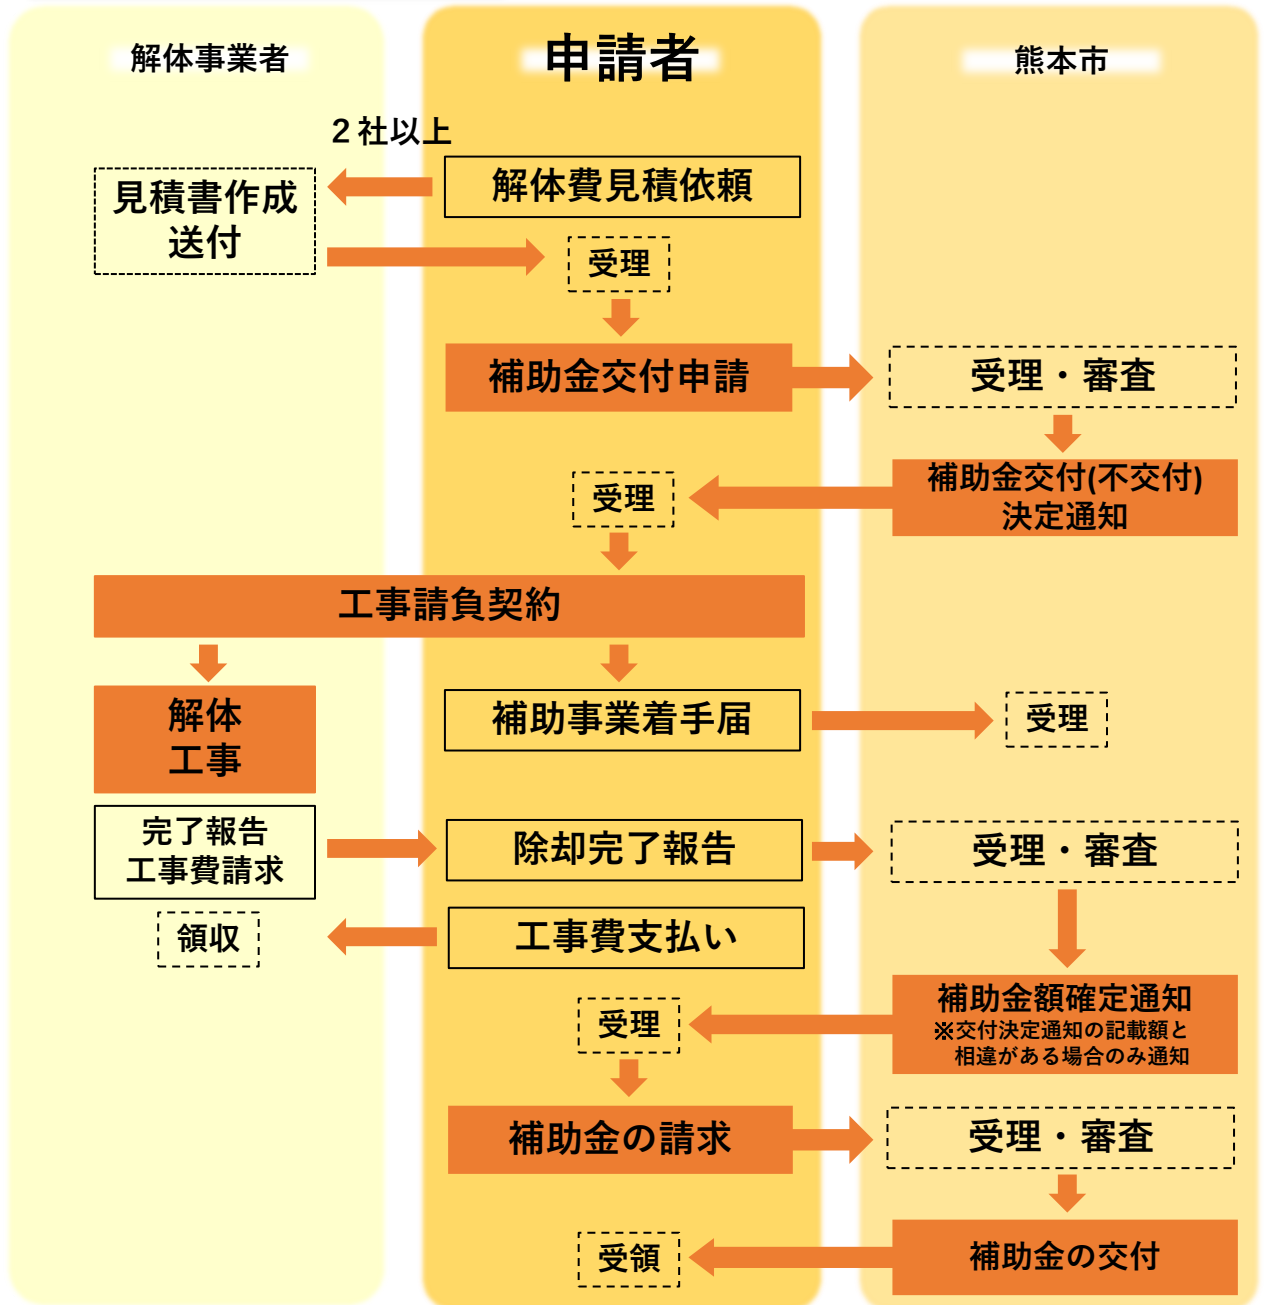 解体事業者
申請者
熊本市
２社以上
解体費見積依頼
見積書作成
送付
受理
補助金交付申請
受理・審査
補助金交付(不交付)
決定通知
受理
工事請負契約
解体
工事
補助事業着手届
受理
完了報告
工事費請求
除却完了報告
受理・審査
工事費支払い
領収
補助金額確定通知
※交付決定通知の記載額と
相違がある場合のみ通知
受理
補助金の請求
受理・審査
補助金の交付
受領